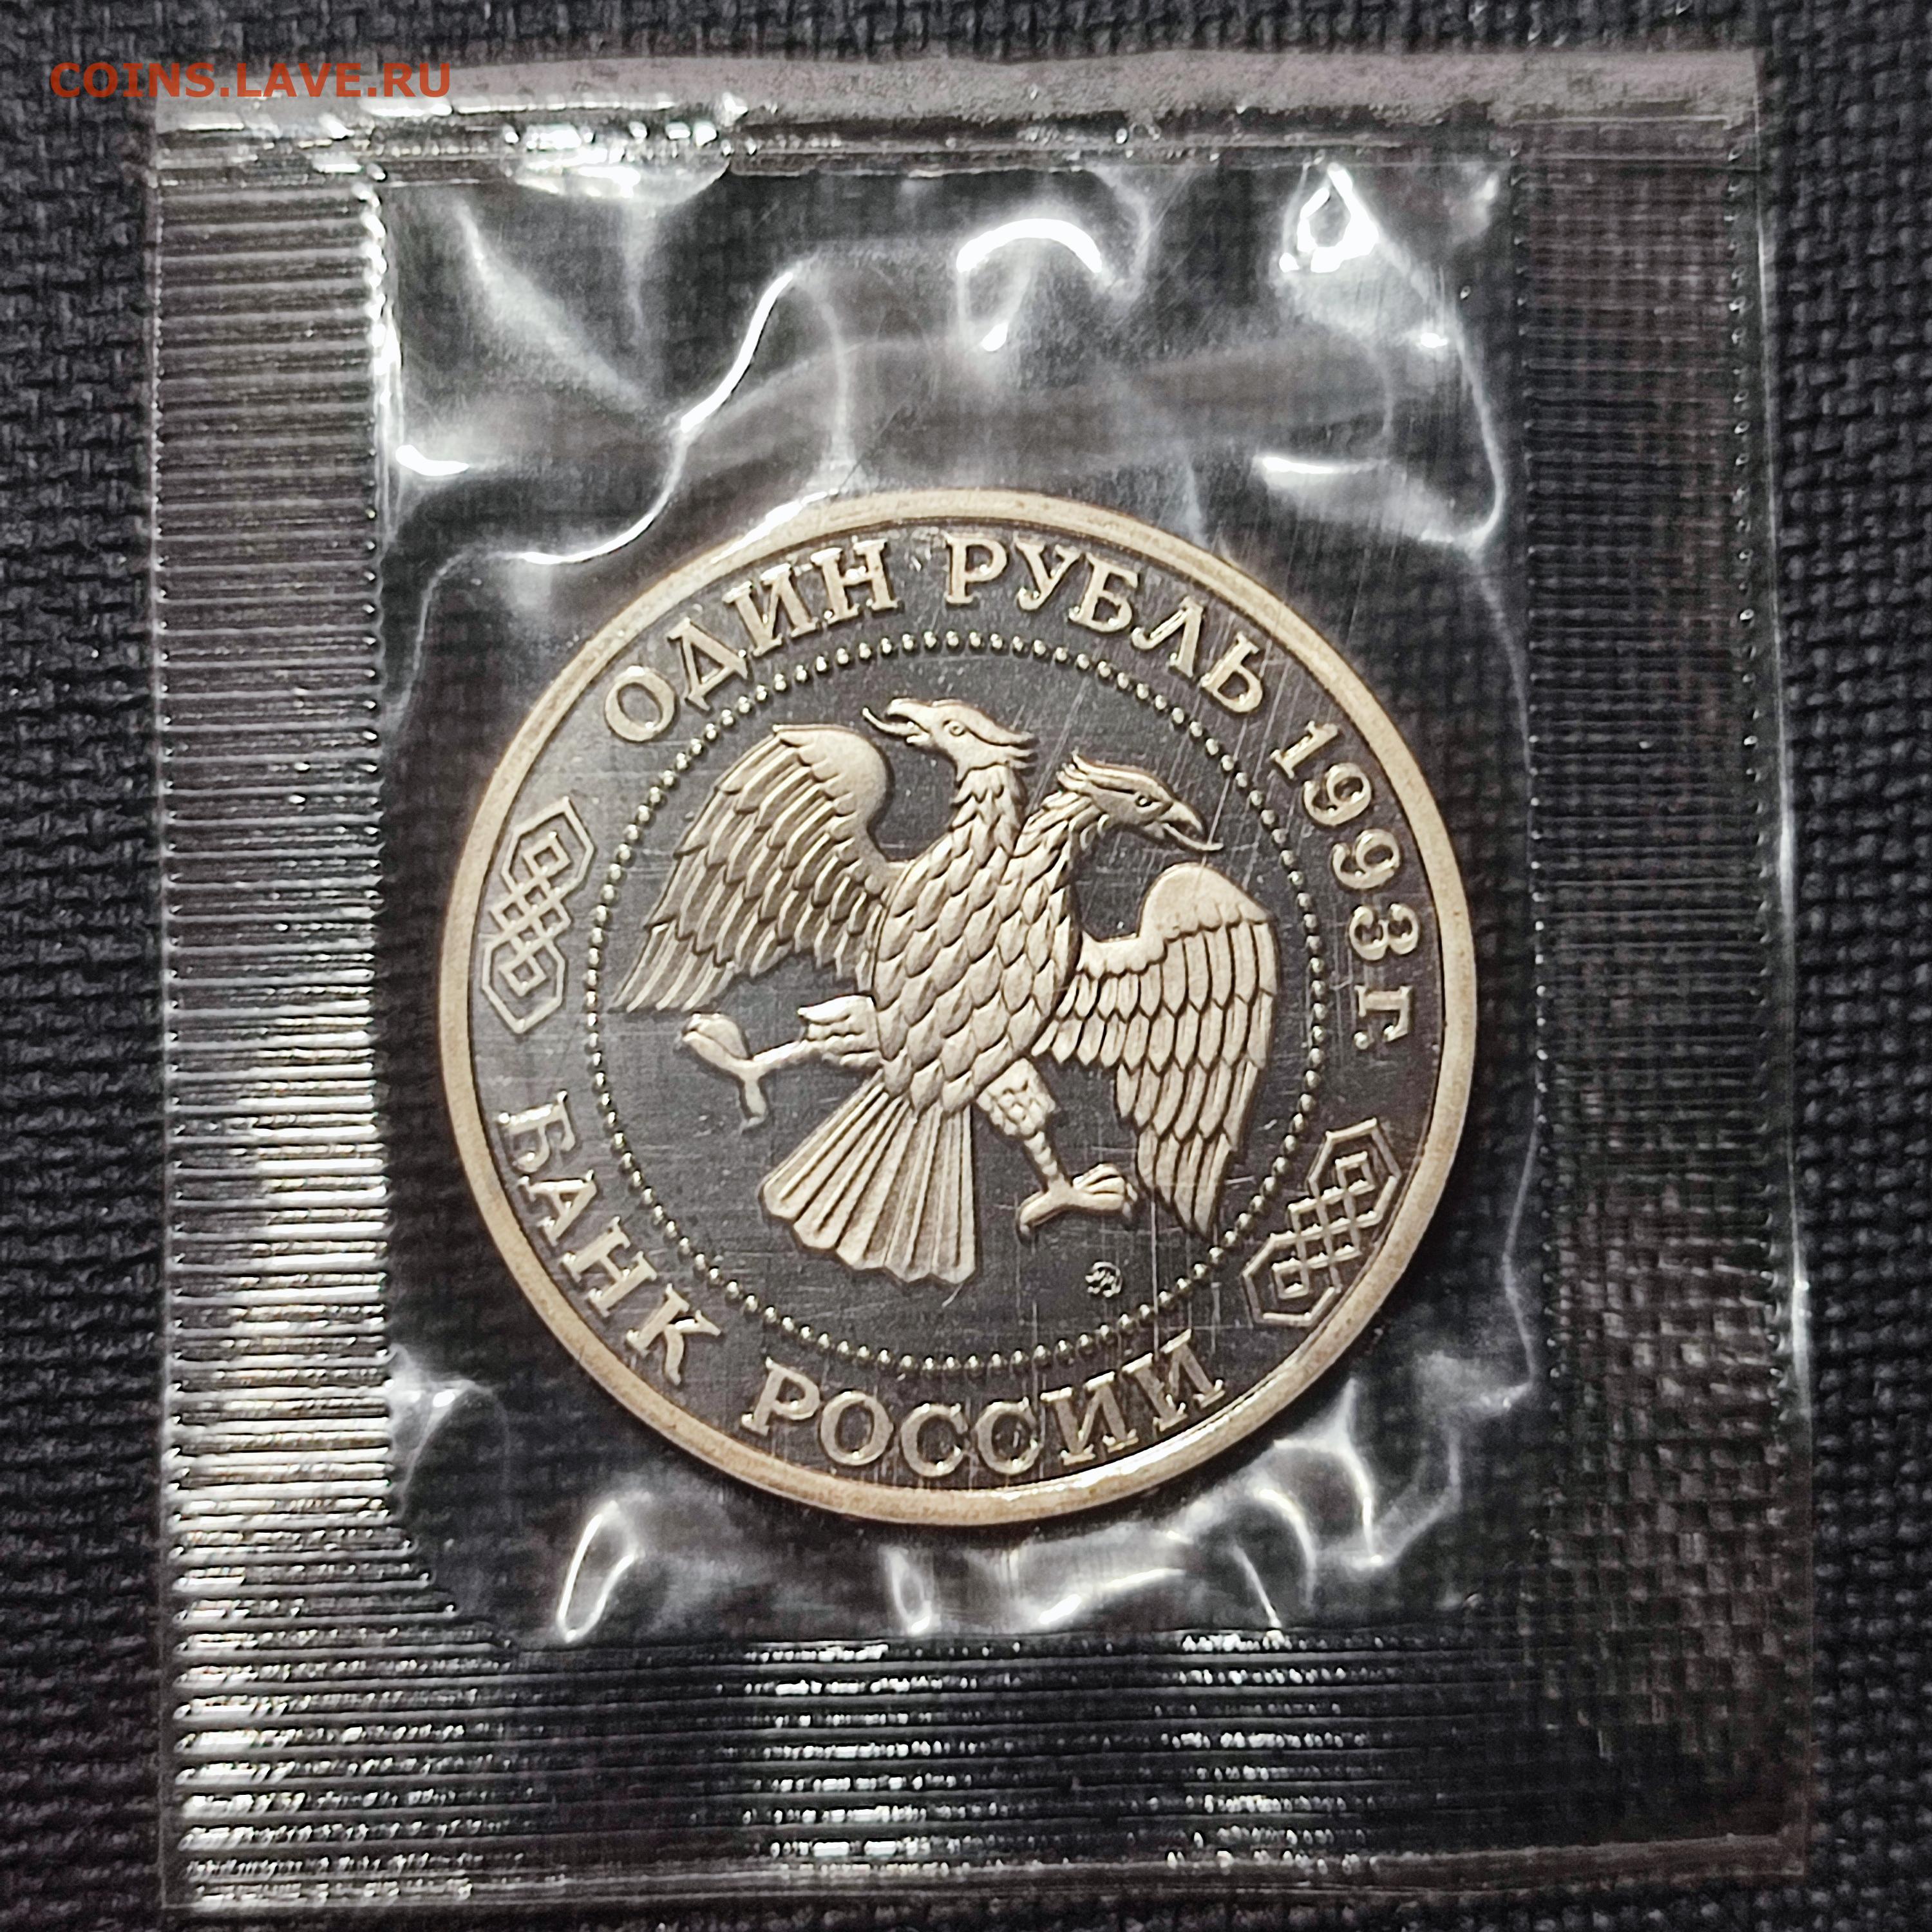 COINS.LAVE.RU
ОДИН РУБЛЬ 1993 Г.
БАНК РОССИИ